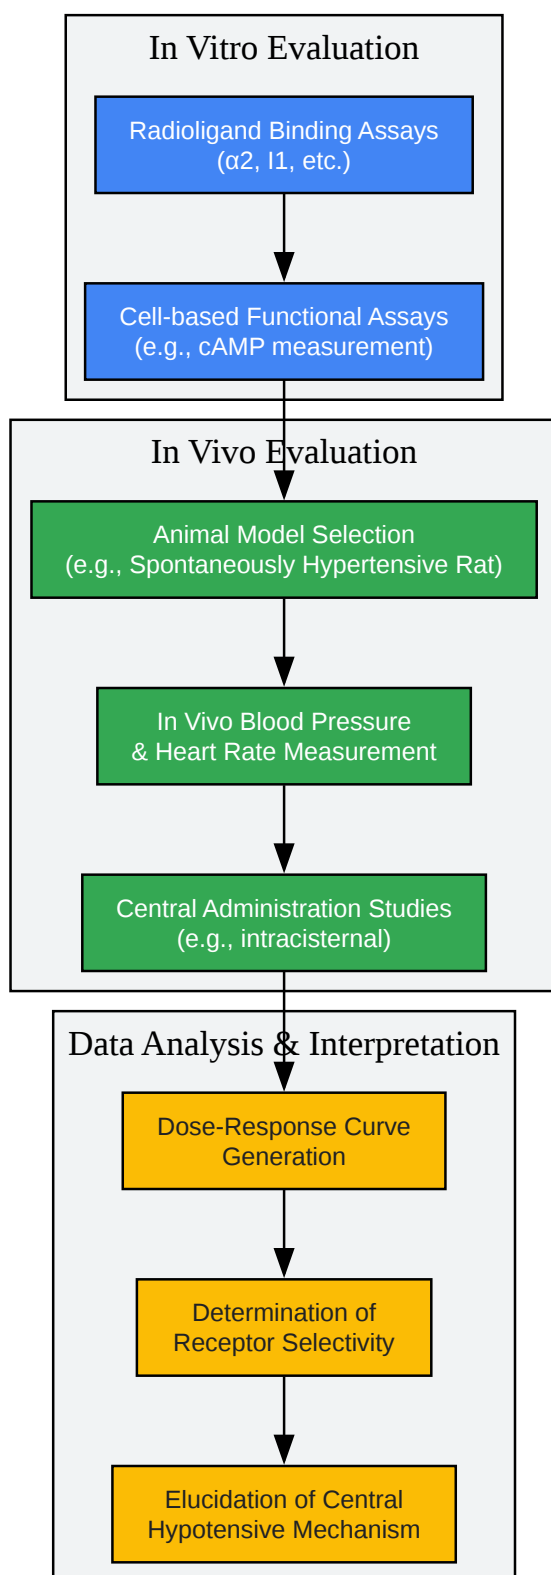 In Vitro Evaluation
Radioligand Binding Assays
(α2, I1, etc.)
Cell-based Functional Assays
(e.g., cAMP measurement)
In Vivo Evaluation
Animal Model Selection
(e.g., Spontaneously Hypertensive Rat)
In Vivo Blood Pressure
& Heart Rate Measurement
Central Administration Studies
(e.g., intracisternal)
Data Analysis & Interpretation
Dose-Response Curve
Generation
Determination of
Receptor Selectivity
Elucidation of Central
Hypotensive Mechanism